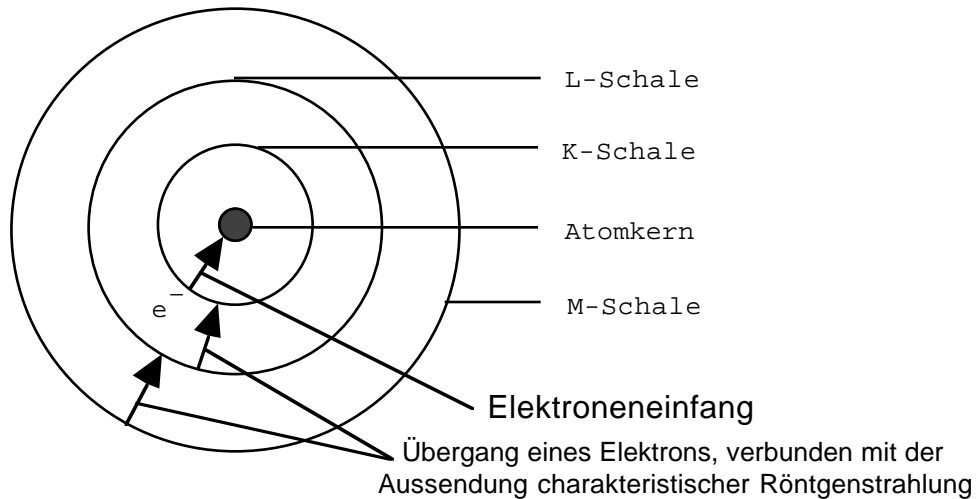 L-Schale
K-Schale
Atomkern
e⁻
M-Schale
Elektroneneinfang
Übergang eines Elektrons, verbunden mit der
Aussendung charakteristischer Röntgenstrahlung